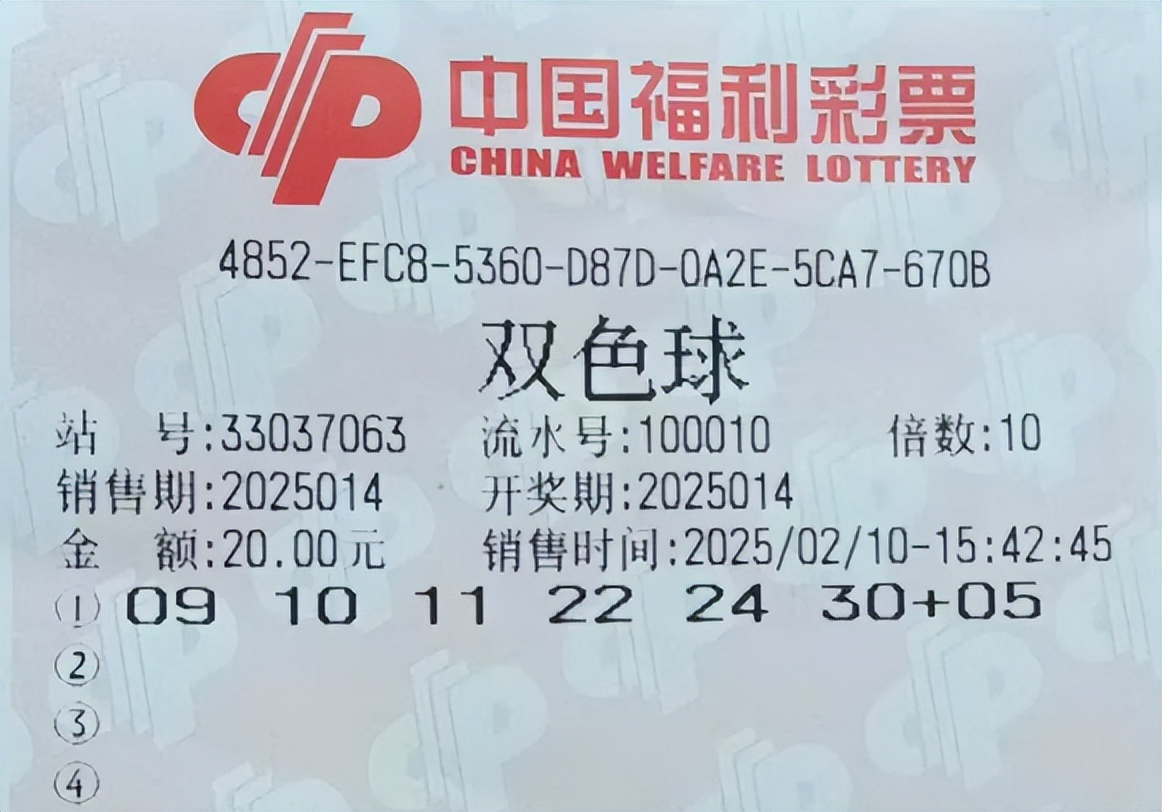 中国福利彩票
CHINA WELFARE LOTTERY
4852-EFC8-5360-D87D-0A2E-5CA7-670B
双色球
站 号:33037063 流水号:100010 倍数:10
销售期:2025014 开奖期:2025014
金 额:20.00元 销售时间:2025/02/10-15:42:45
① 09 10 11 22 24 30+05
②
③
④